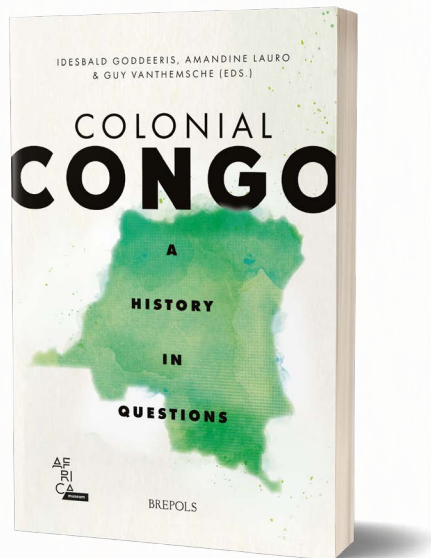 IDESBALD GODDEERIS, AMANDINE LAURO
& GUY VANTHEMSCHE (EDS.)
COLONIAL
CONGO
A
HISTORY
IN
QUESTIONS
AF
RI
CA
museum
BREPOLS